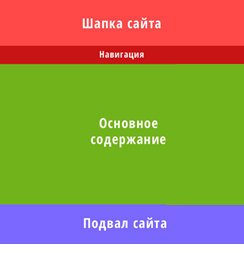 Шапка сайта
Навигация
Основное
содержание
Подвал сайта